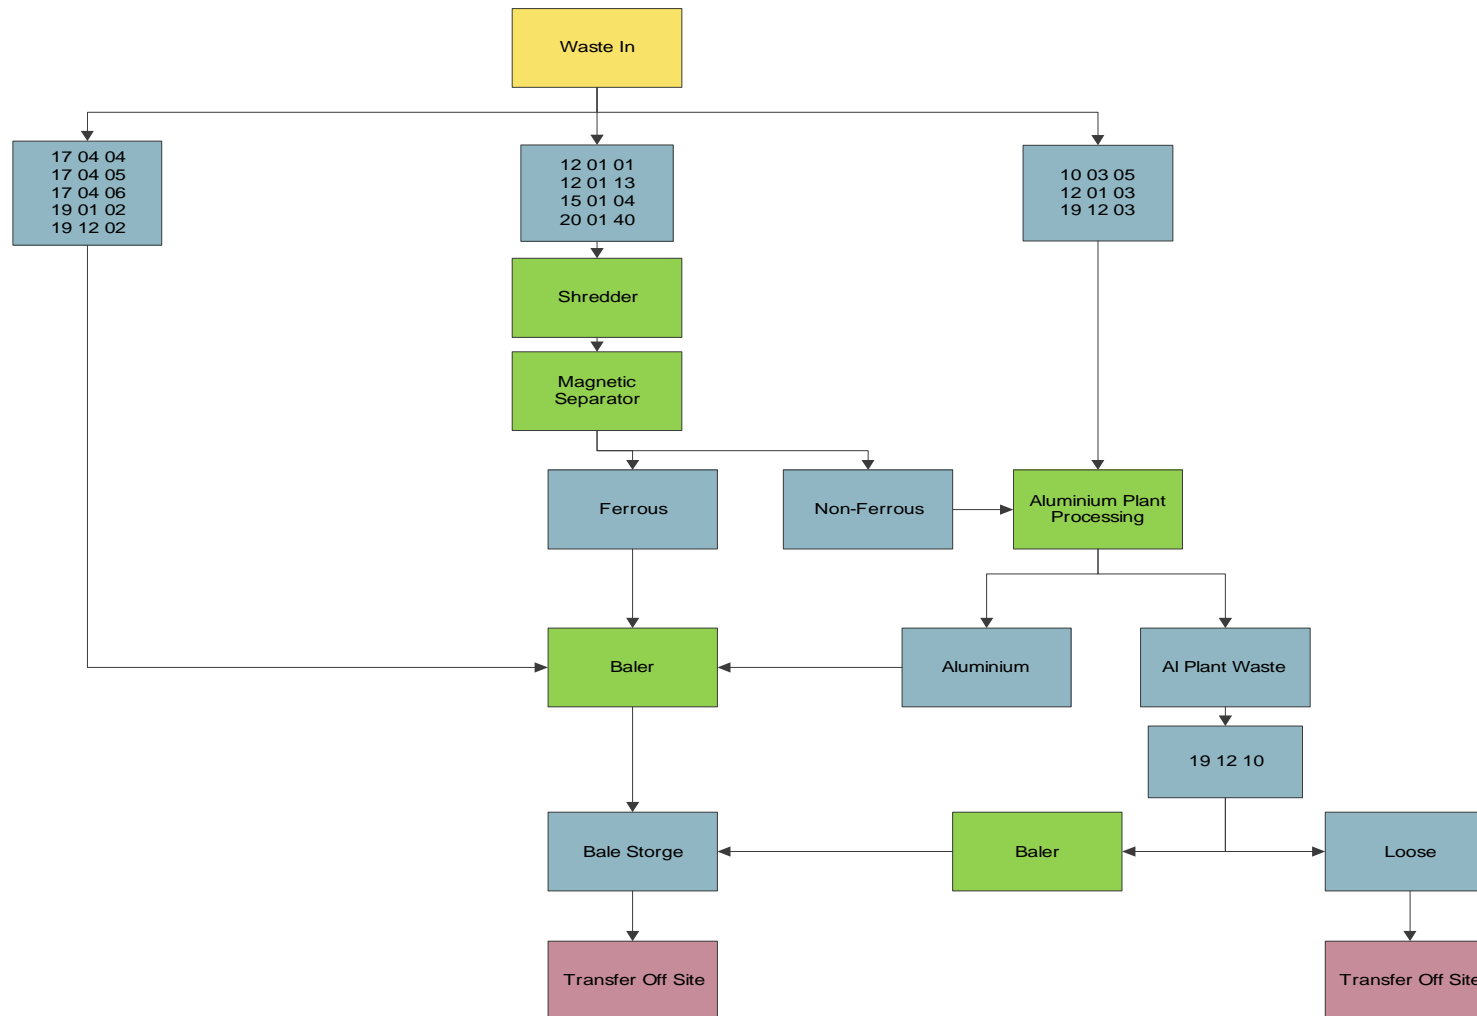 Waste In
17 04 04
17 04 05
17 04 06
19 01 02
19 12 02
12 01 01
12 01 13
15 01 04
20 01 40
10 03 05
12 01 03
19 12 03
Shredder
Magnetic
Separator
Ferrous
Non-Ferrous
Aluminium Plant
Processing
Baler
Aluminium
Al Plant Waste
19 12 10
Bale Storge
Baler
Loose
Transfer Off Site
Transfer Off Site